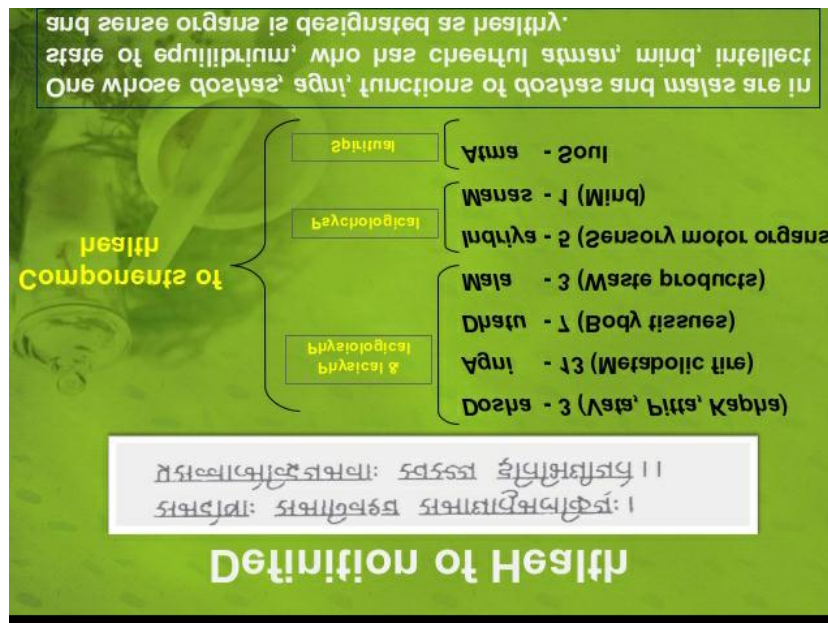 Definition of Health
समदोषाः समाग्निश्च समाधातुमलक्रियः।
प्रसन्नात्मेन्द्रियमनाः स्वस्थ इतिभिधीयते।।
Components of
health
Physical &
Physiological
Dosha - 3 (Vata, Pitta, Kapha)
Agni - 13 (Metabolic fire)
Dhatu - 7 (Body tissues)
Mala - 3 (Waste products)
Psychological
Indriya - 5 (Sensory motor organs
Manas - 1 (Mind)
Spiritual
Atma - Soul
One whose doshas, agni, functions of doshas and malas are in
state of equilibrium, who has cheerful atman, mind, intellect
and sense organs is designated as healthy.